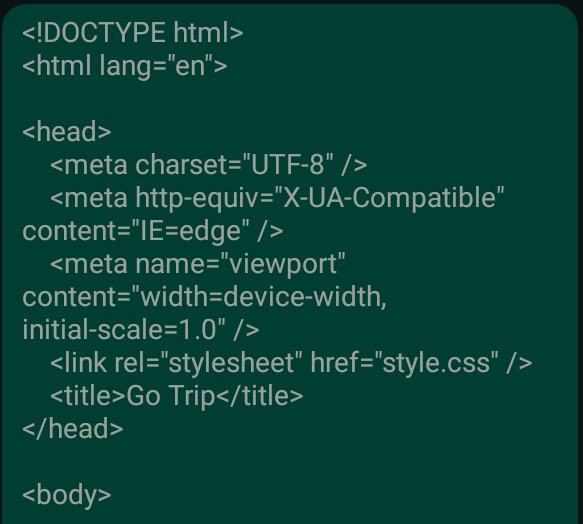 <!DOCTYPE html>
<html lang="en">
<head>
<meta charset="UTF-8" />
<meta http-equiv="X-UA-Compatible"
content="IE=edge" />
<meta name="viewport"
content="width=device-width,
initial-scale=1.0" />
<link rel="stylesheet" href="style.css" />
<title>Go Trip</title>
</head>
<body>